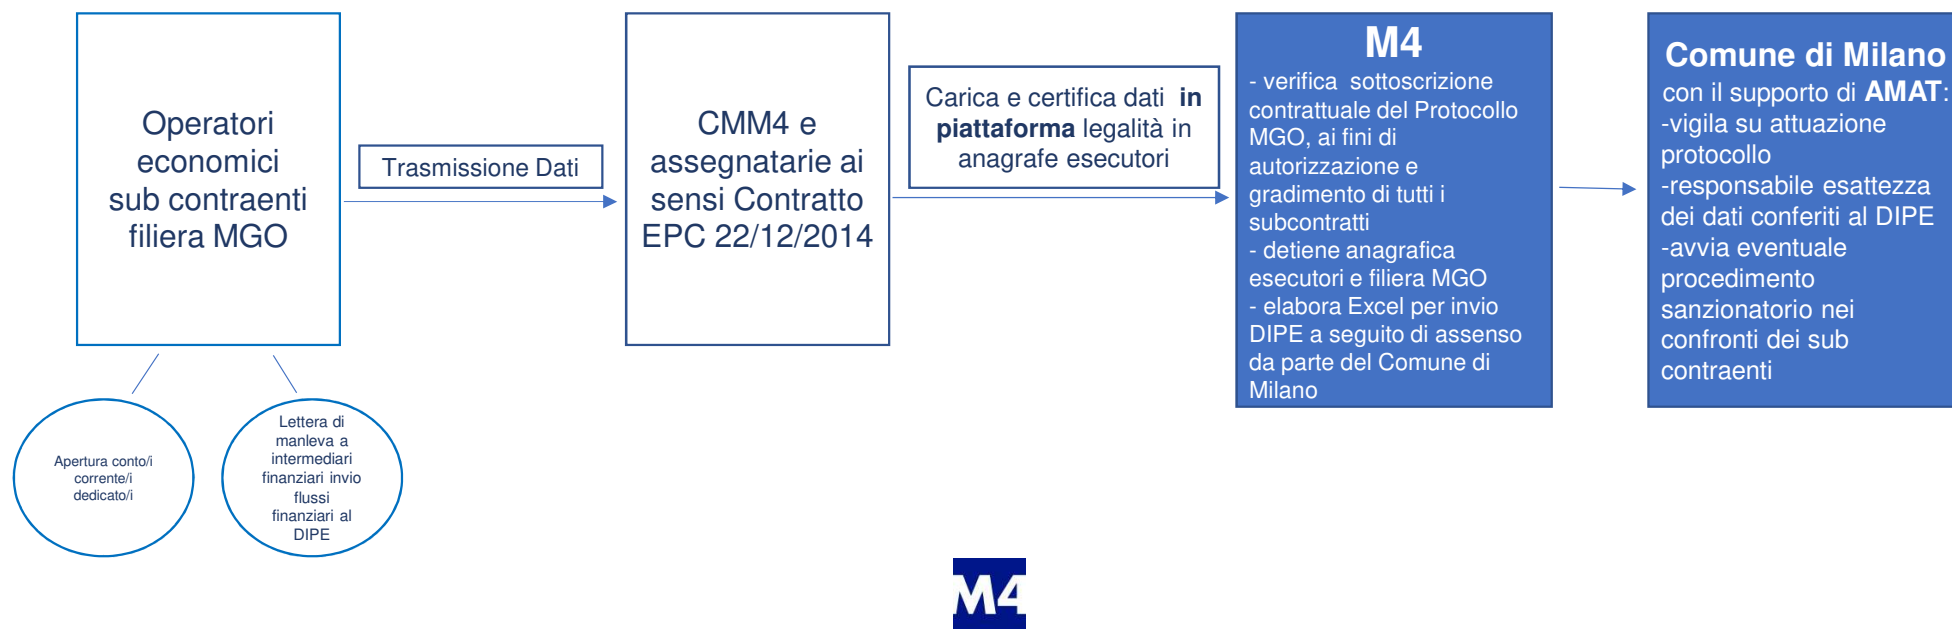 Operatori
economici
sub contraenti
filiera MGO
Trasmissione Dati
CMM4 e
assegnatarie ai
sensi Contratto
EPC 22/12/2014
Carica e certifica dati in
piattaforma legalità in
anagrafe esecutori
M4
- verifica sottoscrizione
contrattuale del Protocollo
MGO, ai fini di
autorizzazione e
gradimento di tutti i
subcontratti
- detiene anagrafica
esecutori e filiera MGO
- elabora Excel per invio
DIPE a seguito di assenso
da parte del Comune di
Milano
Comune di Milano
con il supporto di AMAT:
-vigila su attuazione
protocollo
-responsabile esattezza
dei dati conferiti al DIPE
-avvia eventuale
procedimento
sanzionatorio nei
confronti dei sub
contraenti
Apertura conto/i
corrente/i
dedicato/i
Lettera di
manleva a
intermediari
finanziari invio
flussi
finanziari al
DIPE
M4